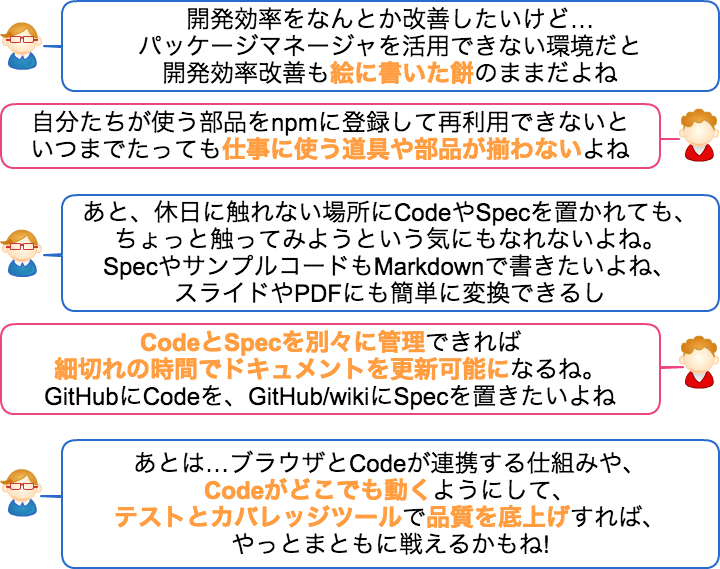 開発効率をなんとか改善したいけど…
パッケージマネージャを活用できない環境だと
開発効率改善も絵に書いた餅のままだよね
自分たちが使う部品をnpmに登録して再利用できないと
いつまでたっても仕事に使う道具や部品が揃わないよね
あと、休日に触れない場所にCodeやSpecを置かれても、
ちょっと触ってみようという気にもなれないよね。
SpecやサンプルコードもMarkdownで書きたいよね、
スライドやPDFにも簡単に変換できるし
CodeとSpecを別々に管理できれば
細切れの時間でドキュメントを更新可能になるね。
GitHubにCodeを、GitHub/wikiにSpecを置きたいよね
あとは…ブラウザとCodeが連携する仕組みや、
Codeがどこでも動くようにして、
テストとカバレッジツールで品質を底上げすれば、
やっとまともに戦えるかもね!